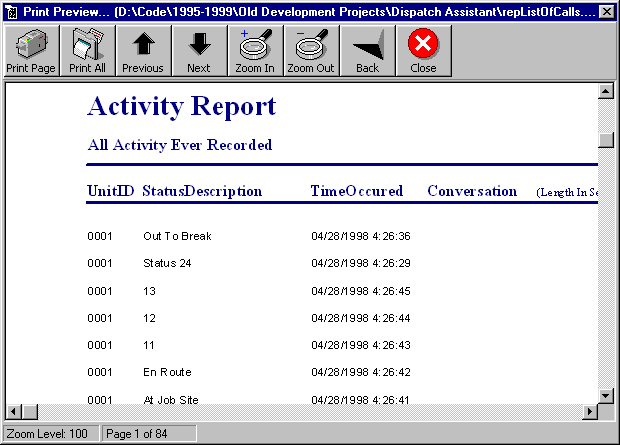 Print Preview... (D:\Code\1995-1999\Old Development Projects\Dispatch Assistant\repListOfCalls....
Print Page Print All Previous Next Zoom In Zoom Out Back Close
Activity Report
All Activity Ever Recorded
UnitID StatusDescription TimeOccured Conversation (Length In Se
0001 Out To Break 04/28/1998 4:26:36
0001 Status 24 04/28/1998 4:26:29
0001 13 04/28/1998 4:26:45
0001 12 04/28/1998 4:26:44
0001 11 04/28/1998 4:26:43
0001 En Route 04/28/1998 4:26:42
0001 At Job Site 04/28/1998 4:26:41
Zoom Level: 100 Page 1 of 84